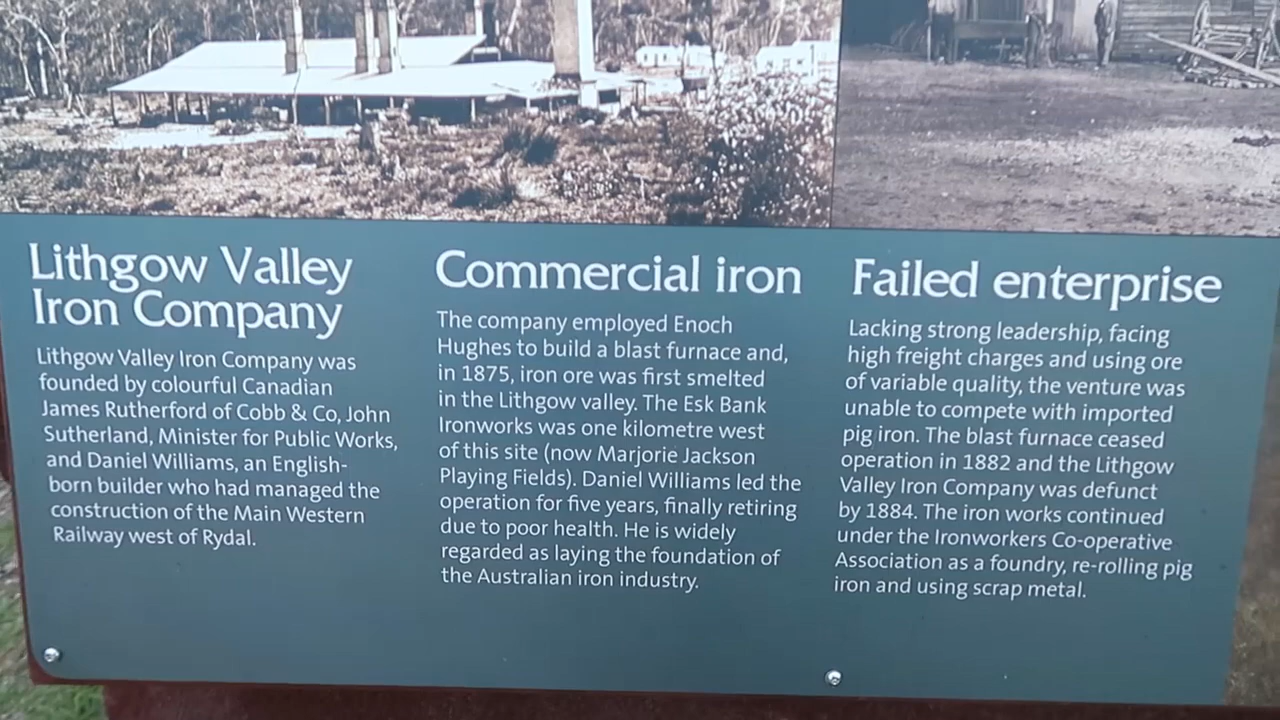 Lithgow Valley
Iron Company
Lithgow Valley Iron Company was
founded by colourful Canadian
James Rutherford of Cobb & Co, John
Sutherland, Minister for Public Works,
and Daniel Williams, an English-
born builder who had managed the
construction of the Main Western
Railway west of Rydal.
Commercial iron
The company employed Enoch
Hughes to build a blast furnace and,
in 1875, iron ore was first smelted
in the Lithgow valley. The Esk Bank
Ironworks was one kilometre west
of this site (now Marjorie Jackson
Playing Fields). Daniel Williams led the
operation for five years, finally retiring
due to poor health. He is widely
regarded as laying the foundation of
the Australian iron industry.
Failed enterprise
Lacking strong leadership, facing
high freight charges and using ore
of variable quality, the venture was
unable to compete with imported
pig iron. The blast furnace ceased
operation in 1882 and the Lithgow
Valley Iron Company was defunct
by 1884. The iron works continued
under the Ironworkers Co-operative
Association as a foundry, re-rolling pig
iron and using scrap metal.